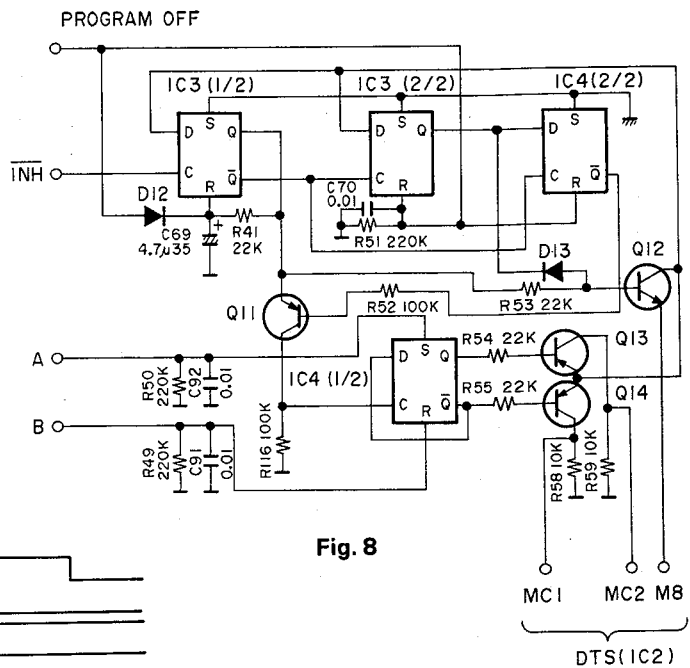 PROGRAM OFF
IC3 (1/2)
IC3 (2/2)
IC4 (2/2)
D S Q
C Q̅
R
D S Q
C
R
D S
C Q̅
R
I̅N̅H̅
D12
C69
4.7µ35
+
R41
22K
C70
0.01
R51 220K
D13
Q12
Q11
R52 100K
R53 22K
A
R50
220K
C92
0.01
IC4 (1/2)
D S Q
C Q̅
R
R54 22K
R55 22K
Q13
Q14
B
R49
220K
C91
0.01
R116 100K
R58 10K
R59 10K
Fig. 8
MC1
MC2
M8
DTS(IC2)